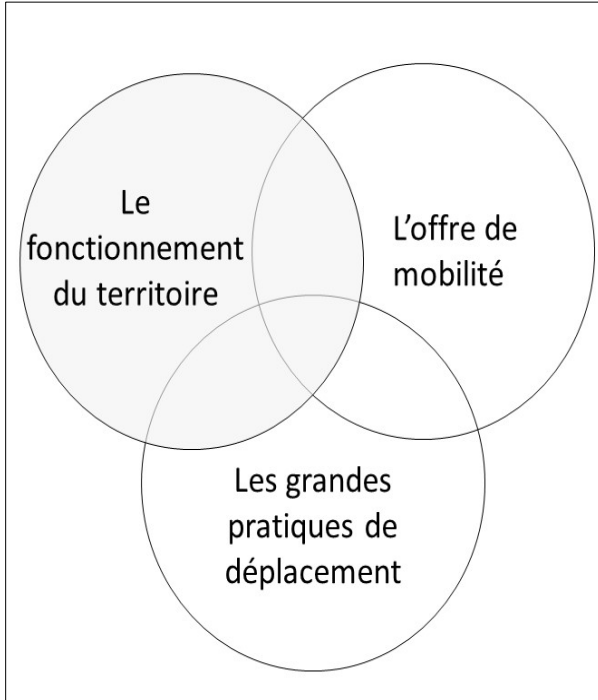 Le
fonctionnement
du territoire
L’offre de
mobilité
Les grandes
pratiques de
déplacement